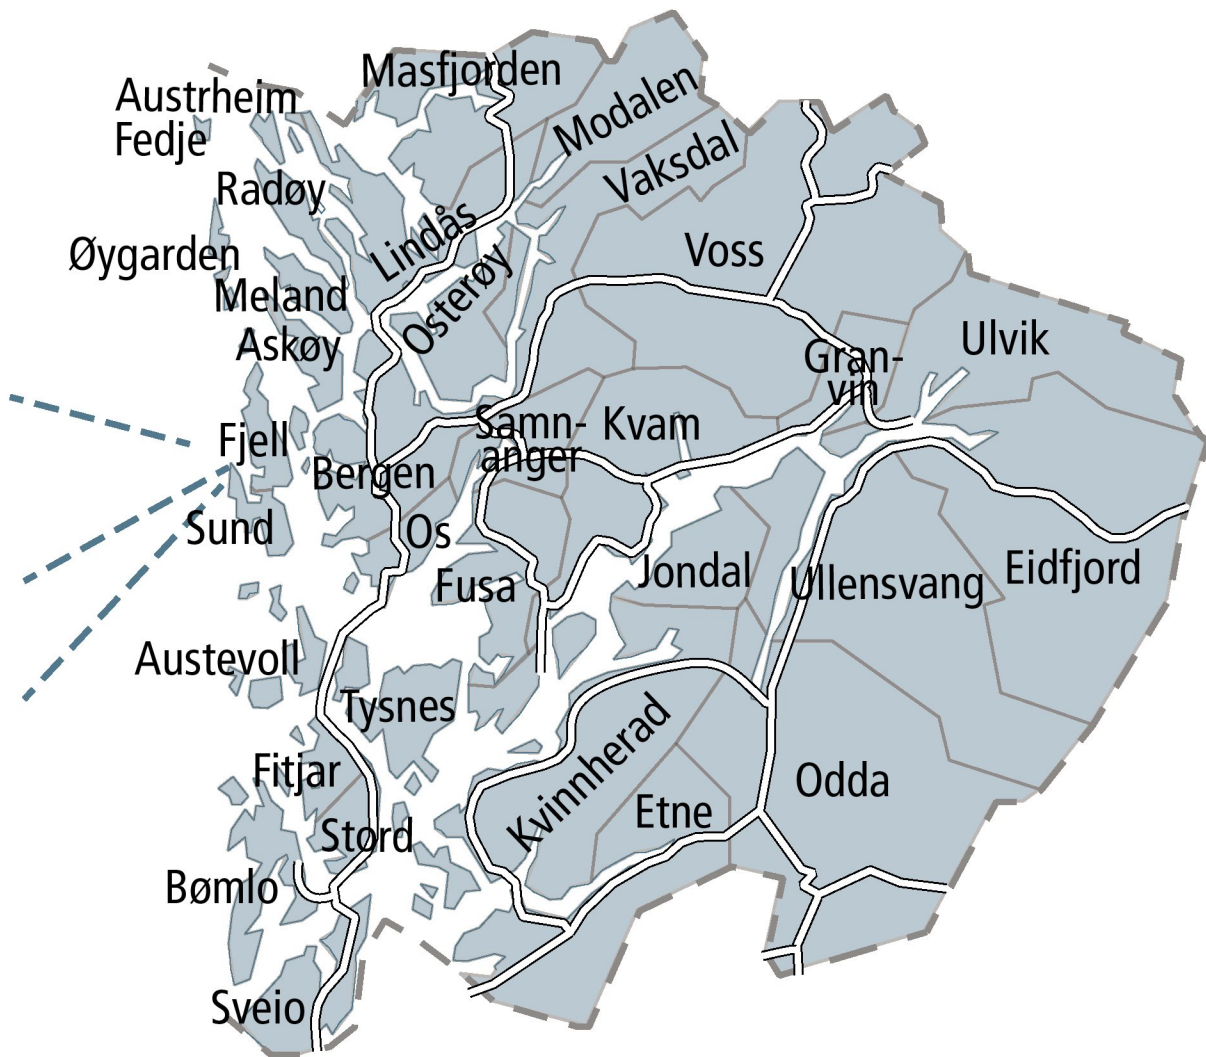 Masfjorden
Austrheim
Modalen
Fedje
Vaksdal
Radøy
Lindås
Øygarden
Voss
Meland
Osterøy
Askøy
Ulvik
Gran-
vin
Fjell
Samn-
anger
Kvam
Bergen
Sund
Os
Fusa
Jondal
Ullensvang
Eidfjord
Austevoll
Tysnes
Fitjar
Kvinnherad
Odda
Stord
Etne
Bømlo
Sveio